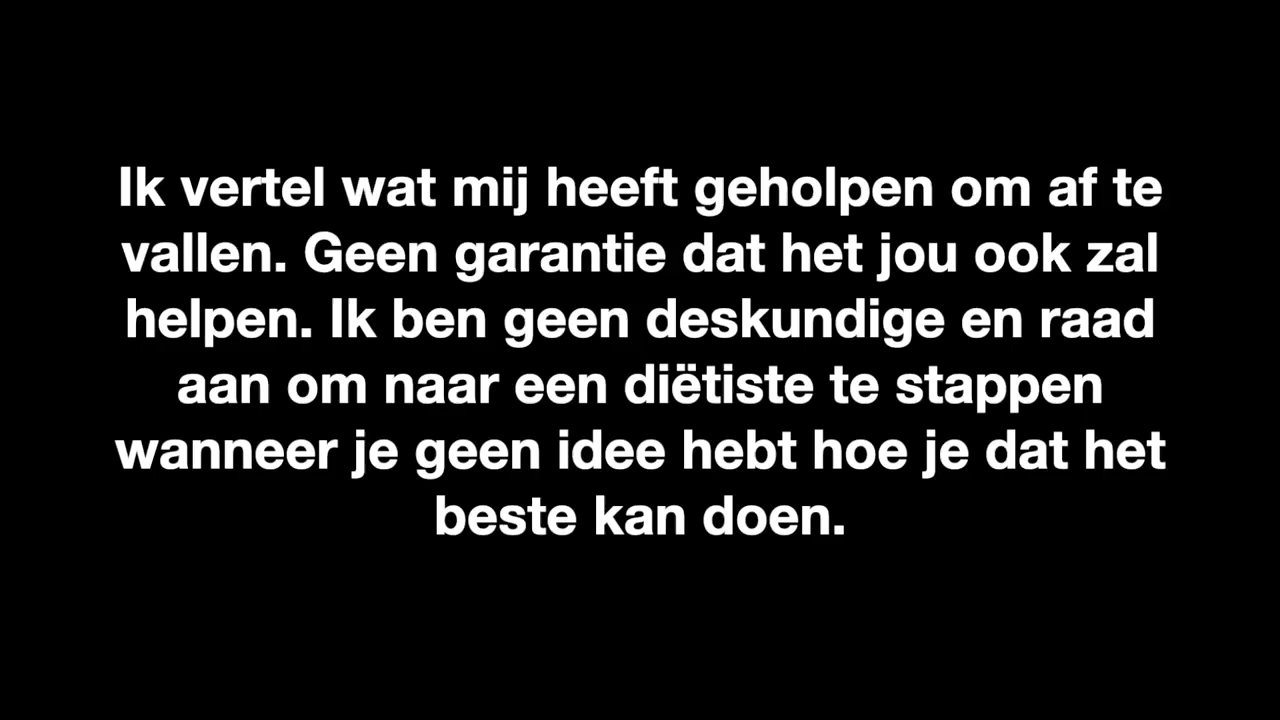 Ik vertel wat mij heeft geholpen om af te
vallen. Geen garantie dat het jou ook zal
helpen. Ik ben geen deskundige en raad
aan om naar een diëtiste te stappen
wanneer je geen idee hebt hoe je dat het
beste kan doen.